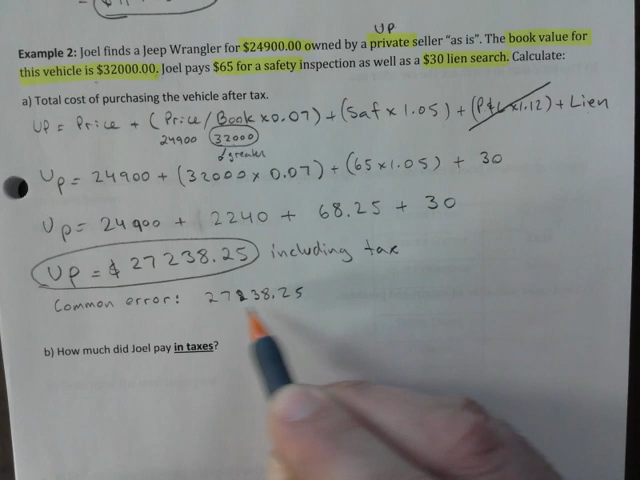 UP
Example 2: Joel finds a Jeep Wrangler for $24900.00 owned by a private seller “as is”. The book value for
this vehicle is $32000.00. Joel pays $65 for a safety inspection as well as a $30 lien search. Calculate:
a) Total cost of purchasing the vehicle after tax.
UP = Price + (Price/Book x 0.07) + (Saf x 1.05) + (P&L x 1.12) + Lien
24900 32000
greater
Up = 24900 + (32000 x 0.07) + (65 x 1.05) + 30
Up = 24900 + 2240 + 68.25 + 30
UP = $ 27238.25 including tax
Common error: 27238.25
b) How much did Joel pay in taxes?